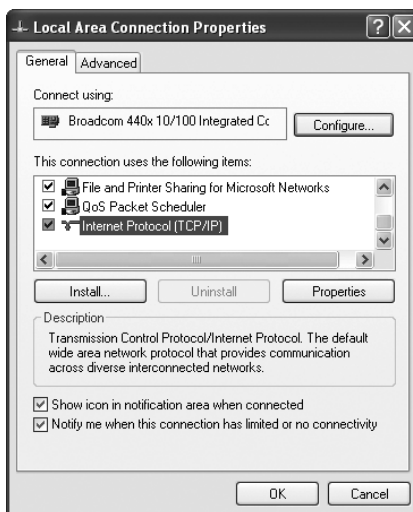 Local Area Connection Properties
General Advanced
Connect using:
Broadcom 440x 10/100 Integrated Cc
Configure...
This connection uses the following items:
File and Printer Sharing for Microsoft Networks
QoS Packet Scheduler
Internet Protocol (TCP/IP)
Install... Uninstall Properties
Description
Transmission Control Protocol/Internet Protocol. The default
wide area network protocol that provides communication
across diverse interconnected networks.
Show icon in notification area when connected
Notify me when this connection has limited or no connectivity
OK Cancel